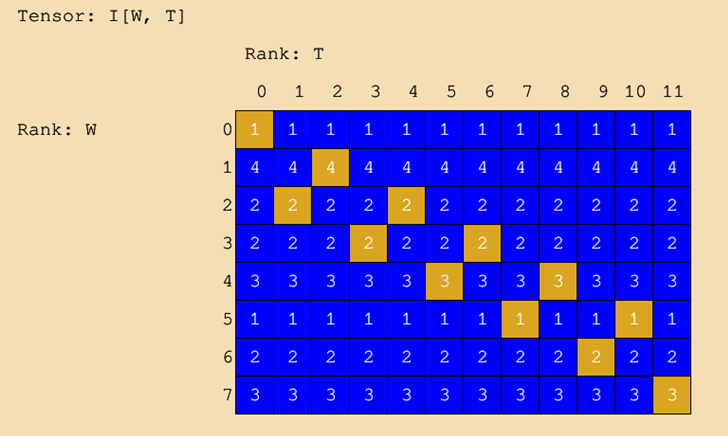 Tensor: I[W, T]
Rank: T
0 1 2 3 4 5 6 7 8 9 10 11
Rank: W 0 1 1 1 1 1 1 1 1 1 1 1 1
1 4 4 4 4 4 4 4 4 4 4 4 4
2 2 2 2 2 2 2 2 2 2 2 2 2
3 2 2 2 2 2 2 2 2 2 2 2 2
4 3 3 3 3 3 3 3 3 3 3 3 3
5 1 1 1 1 1 1 1 1 1 1 1 1
6 2 2 2 2 2 2 2 2 2 2 2 2
7 3 3 3 3 3 3 3 3 3 3 3 3